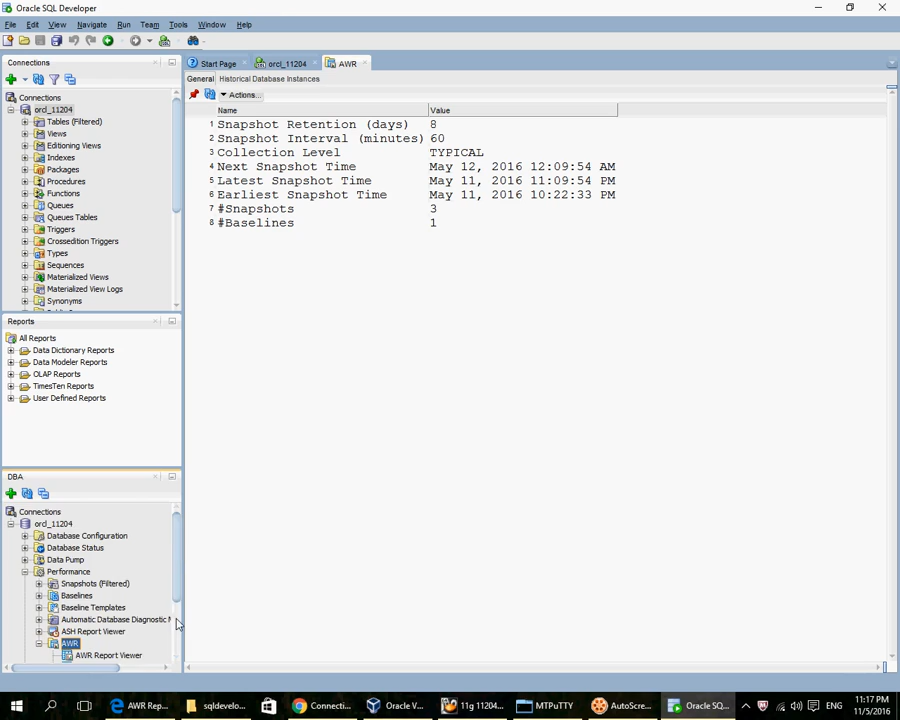 Oracle SQL Developer
File Edit View Navigate Run Team Tools Window Help
Connections
Start Page orcl_11204 AWR
General Historical Database Instances
Actions...
Connections
orcl_11204
Tables (Filtered)
Views
Editioning Views
Indexes
Packages
Procedures
Functions
Queues
Queues Tables
Triggers
Crossedition Triggers
Types
Sequences
Materialized Views
Materialized View Logs
Synonyms
Name Value
1 Snapshot Retention (days) 8
2 Snapshot Interval (minutes) 60
3 Collection Level TYPICAL
4 Next Snapshot Time May 12, 2016 12:09:54 AM
5 Latest Snapshot Time May 11, 2016 11:09:54 PM
6 Earliest Snapshot Time May 11, 2016 10:22:33 PM
7 #Snapshots 3
8 #Baselines 1
Reports
All Reports
Data Dictionary Reports
Data Modeler Reports
OLAP Reports
TimesTen Reports
User Defined Reports
DBA
Connections
orcl_11204
Database Configuration
Database Status
Data Pump
Performance
Snapshots (Filtered)
Baselines
Baseline Templates
Automatic Database Diagnostic M
ASH Report Viewer
AWR
AWR Report Viewer
AWR Rep... sqldevelo... Connecti... Oracle V... 11g 11204... MTPuTTY AutoScre... Oracle SQ... ENG 11:17 PM
11/5/2016